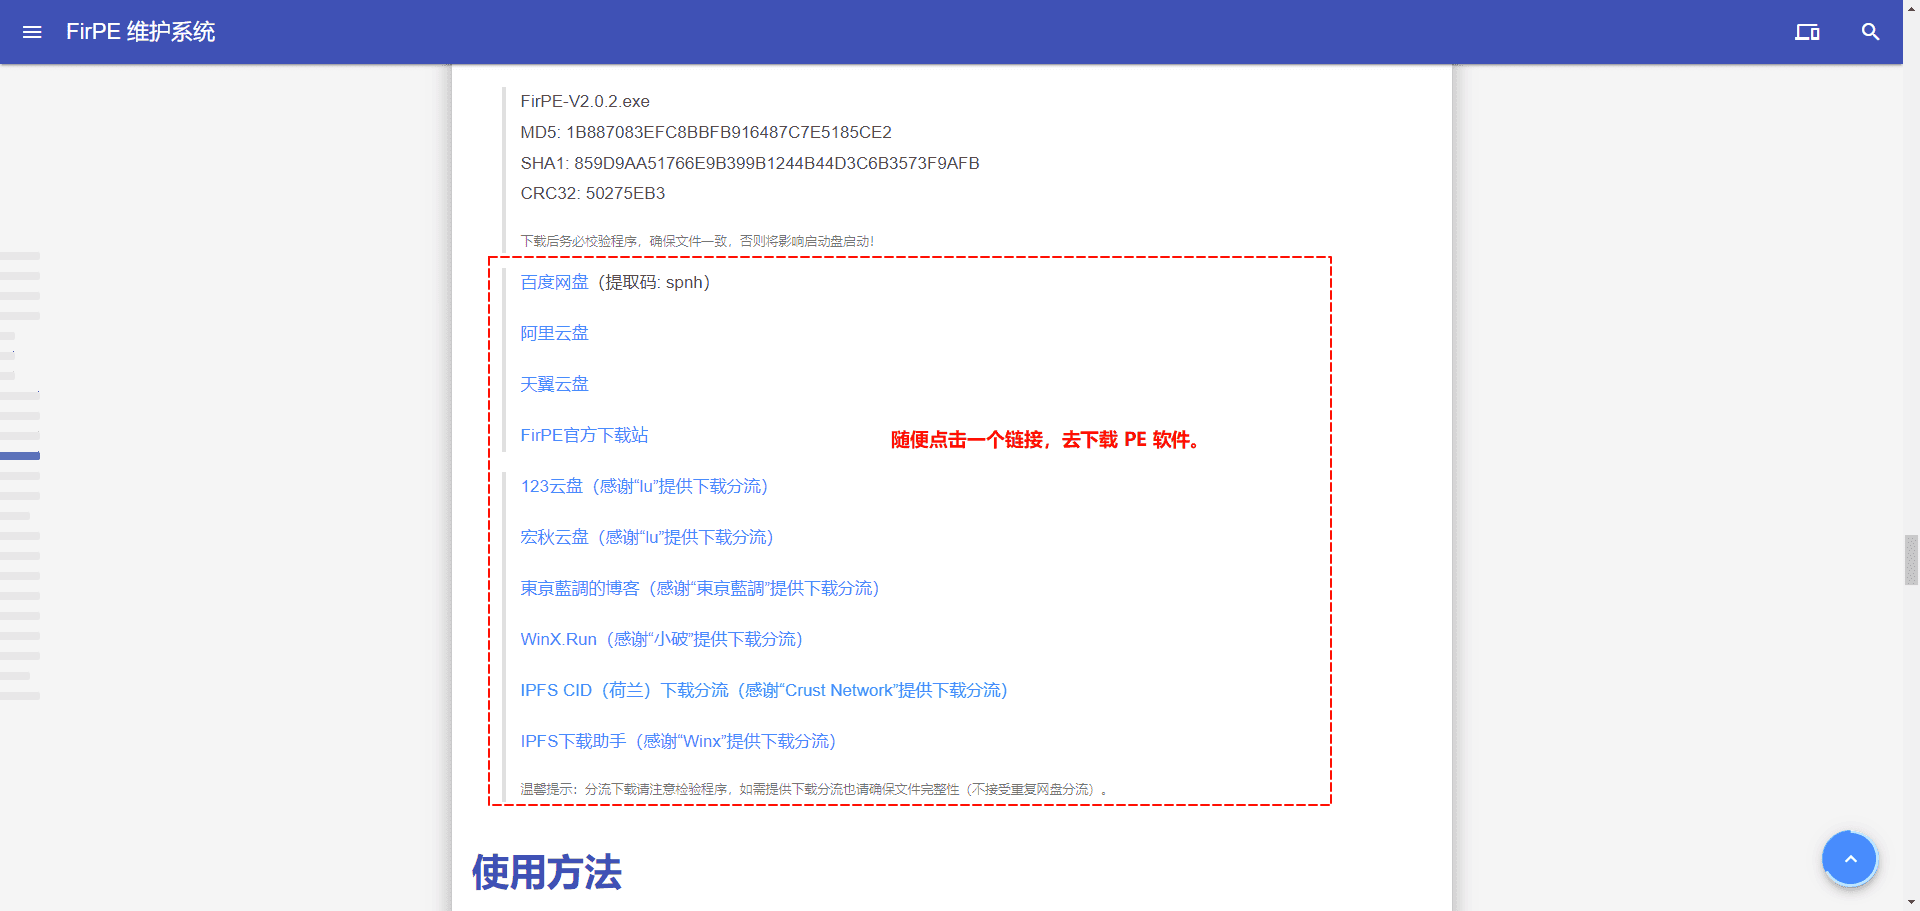 FirPE 维护系统
FirPE-V2.0.2.exe
MD5: 1B887083EFC8BBFB916487C7E5185CE2
SHA1: 859D9AA51766E9B399B1244B44D3C6B3573F9AFB
CRC32: 50275EB3
下载后务必校验程序，确保文件一致，否则将影响启动盘启动！
百度网盘（提取码: spnh）
阿里云盘
天翼云盘
FirPE官方下载站
随便点击一个链接，去下载 PE 软件。
123云盘（感谢“lu”提供下载分流）
宏秋云盘（感谢“lu”提供下载分流）
東京藍調的博客（感谢“東京藍調”提供下载分流）
WinX.Run（感谢“小破”提供下载分流）
IPFS CID（荷兰）下载分流（感谢“Crust Network”提供下载分流）
IPFS下载助手（感谢“Winx”提供下载分流）
温馨提示：分流下载请注意检验程序，如需提供下载分流也请确保文件完整性（不接受重复网盘分流）。
使用方法